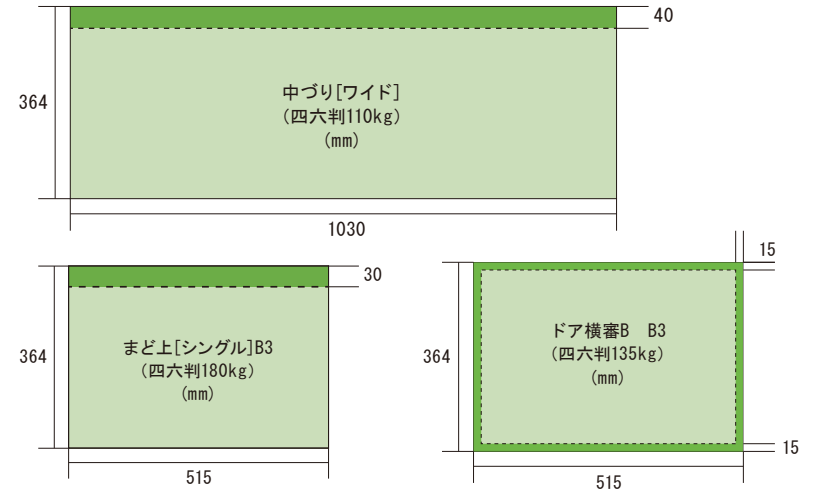 40
364
中づり[ワイド]
(四六判110kg)
(mm)
1030
30
364
まど上[シングル]B3
(四六判180kg)
(mm)
515
15
364
ドア横審B B3
(四六判135kg)
(mm)
15
515